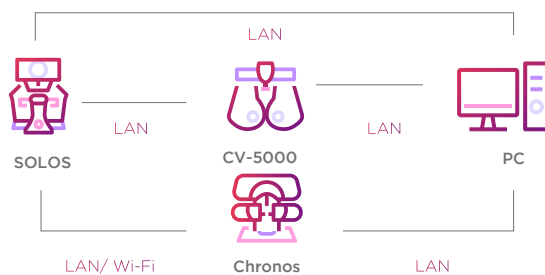 LAN
LAN
LAN
SOLOS
CV-5000
PC
LAN/ Wi-Fi
Chronos
LAN